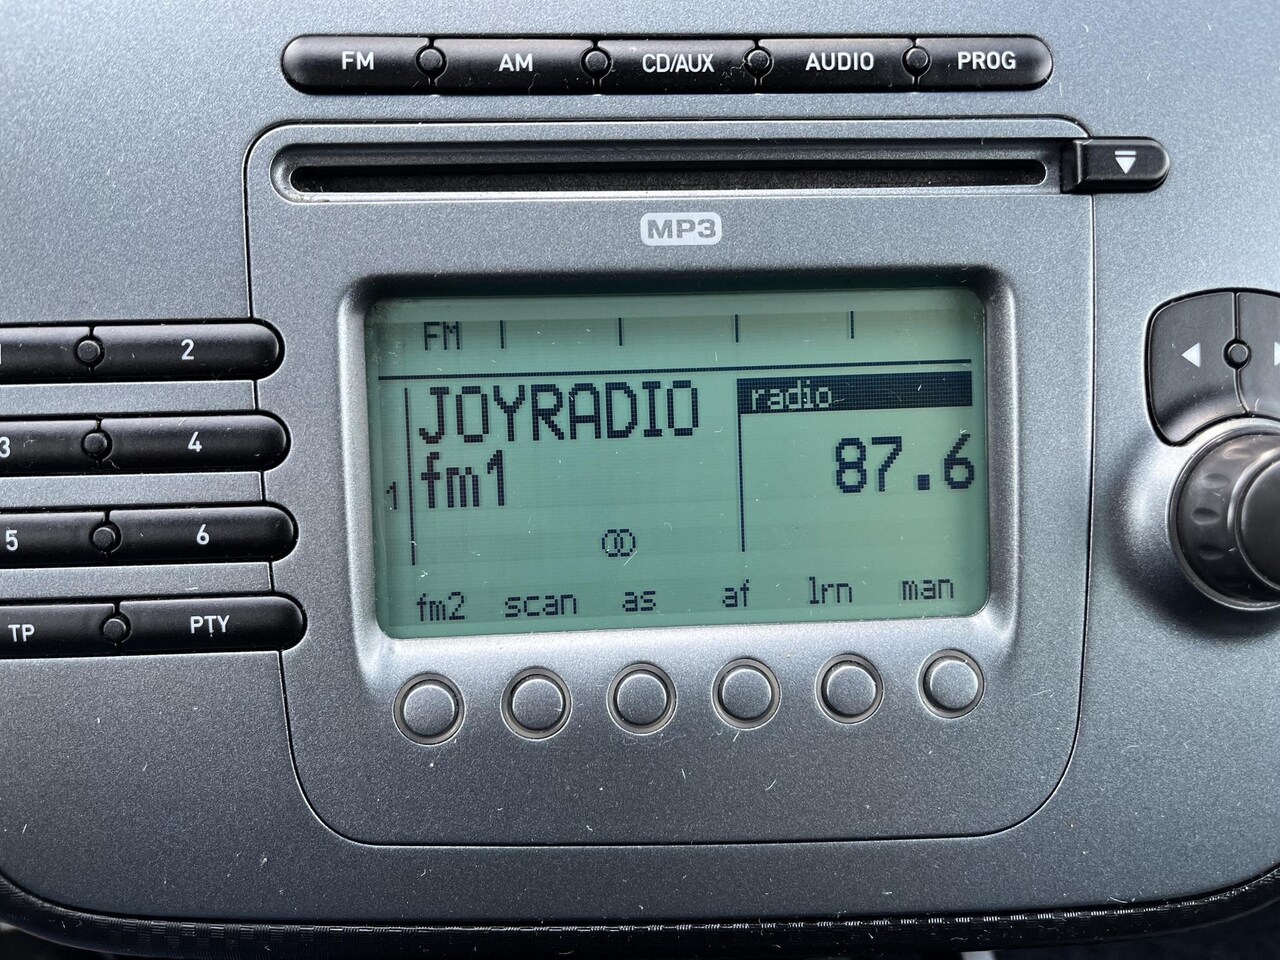 FM AM CD/AUX AUDIO PROG
MP3
FM
JOYRADIO radio
1 fm1 87.6
fm2 scan as af lrn man
2
3 4
5 6
TP PTY